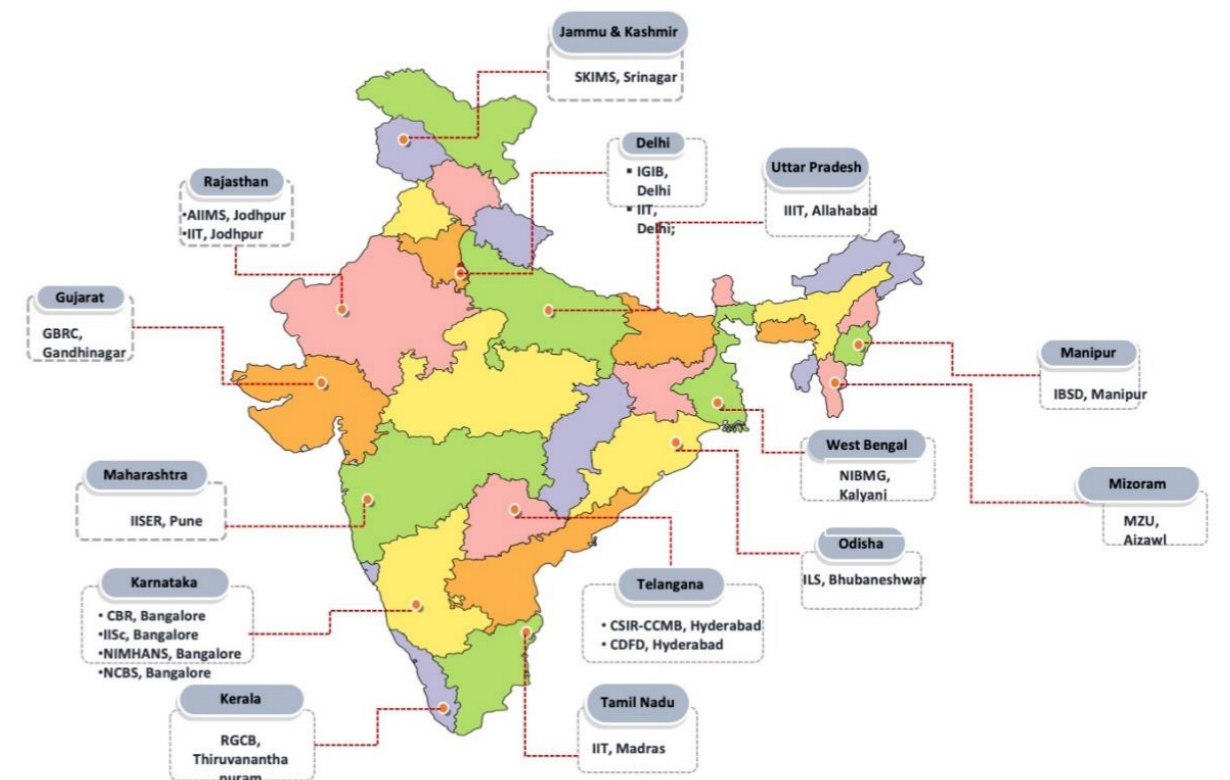 Jammu & Kashmir
SKIMS, Srinagar
Delhi
▪ IGIB,
Delhi
▪ IIT,
Delhi;
Uttar Pradesh
IIIT, Allahabad
Rajasthan
•AIIMS, Jodhpur
•IIT, Jodhpur
Gujarat
GBRC,
Gandhinagar
Manipur
IBSD, Manipur
West Bengal
NIBMG,
Kalyani
Mizoram
MZU,
Aizawl
Maharashtra
IISER, Pune
Odisha
ILS, Bhubaneshwar
Karnataka
• CBR, Bangalore
•IISc, Bangalore
•NIMHANS, Bangalore
•NCBS, Bangalore
Telangana
• CSIR-CCMB, Hyderabad
• CDFD, Hyderabad
Kerala
RGCB,
Thiruvanantha
puram
Tamil Nadu
IIT, Madras